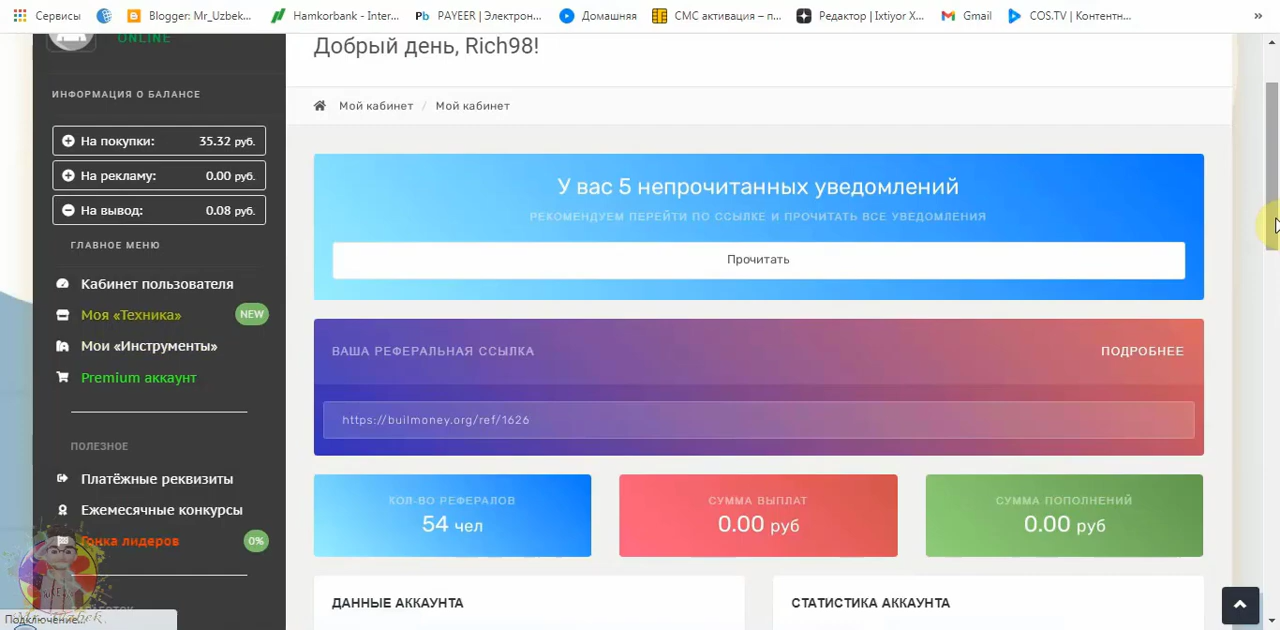 Сервисы
Blogger: Mr_Uzbek...
Hamkorbank - Inter...
PAYEER | Электрон...
Домашняя
СМС активация – п...
Редактор | Ixtiyor X...
Gmail
COS.TV | Контентн...
»
ONLINE
ИНФОРМАЦИЯ О БАЛАНСЕ
На покупки: 35.32 руб.
На рекламу: 0.00 руб.
На вывод: 0.08 руб.
ГЛАВНОЕ МЕНЮ
Кабинет пользователя
Моя «Техника» NEW
Мои «Инструменты»
Premium аккаунт
ПОЛЕЗНОЕ
Платёжные реквизиты
Ежемесячные конкурсы
Гонка лидеров 0%
Подключение...
Добрый день, Rich98!
Мой кабинет / Мой кабинет
У вас 5 непрочитанных уведомлений
РЕКОМЕНДУЕМ ПЕРЕЙТИ ПО ССЫЛКЕ И ПРОЧИТАТЬ ВСЕ УВЕДОМЛЕНИЯ
Прочитать
ВАША РЕФЕРАЛЬНАЯ ССЫЛКА ПОДРОБНЕЕ
https://builmoney.org/ref/1626
КОЛ-ВО РЕФЕРАЛОВ
54 чел
СУММА ВЫПЛАТ
0.00 руб
СУММА ПОПОЛНЕНИЙ
0.00 руб
ДАННЫЕ АККАУНТА
СТАТИСТИКА АККАУНТА